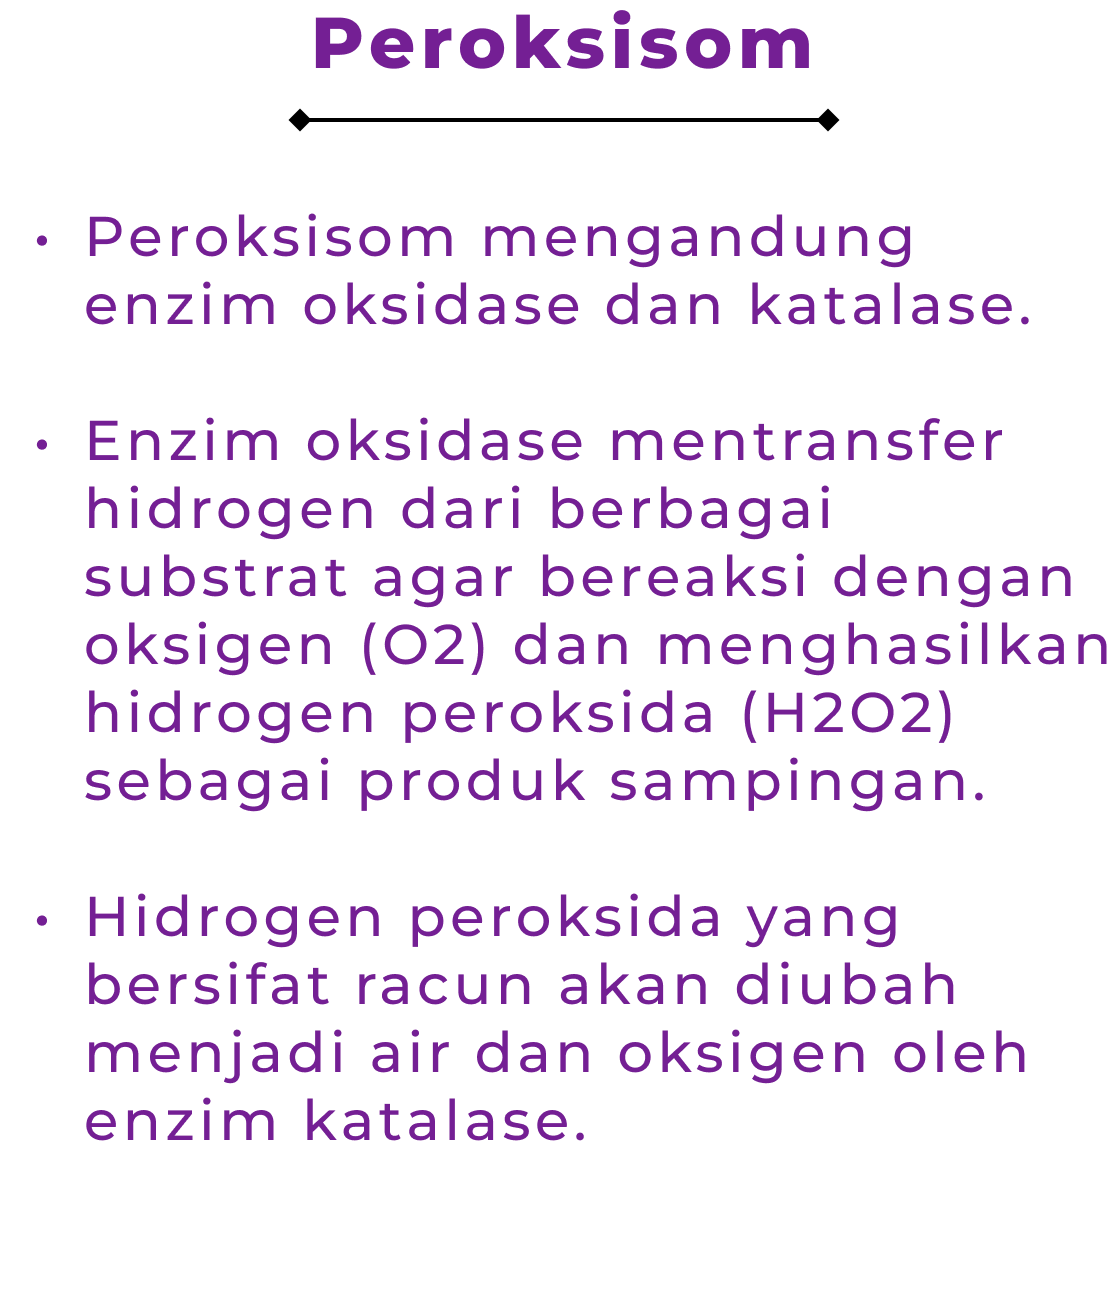 Peroksisom
• Peroksisom mengandung
enzim oksidase dan katalase.
• Enzim oksidase mentransfer
hidrogen dari berbagai
substrat agar bereaksi dengan
oksigen (O2) dan menghasilkan
hidrogen peroksida (H2O2)
sebagai produk sampingan.
• Hidrogen peroksida yang
bersifat racun akan diubah
menjadi air dan oksigen oleh
enzim katalase.